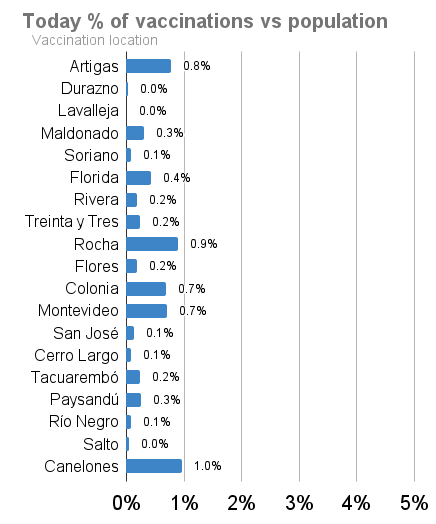 Today % of vaccinations vs population
Vaccination location
Artigas 0.8%
Durazno 0.0%
Lavalleja 0.0%
Maldonado 0.3%
Soriano 0.1%
Florida 0.4%
Rivera 0.2%
Treinta y Tres 0.2%
Rocha 0.9%
Flores 0.2%
Colonia 0.7%
Montevideo 0.7%
San José 0.1%
Cerro Largo 0.1%
Tacuarembó 0.2%
Paysandú 0.3%
Río Negro 0.1%
Salto 0.0%
Canelones 1.0%
0% 1% 2% 3% 4% 5%